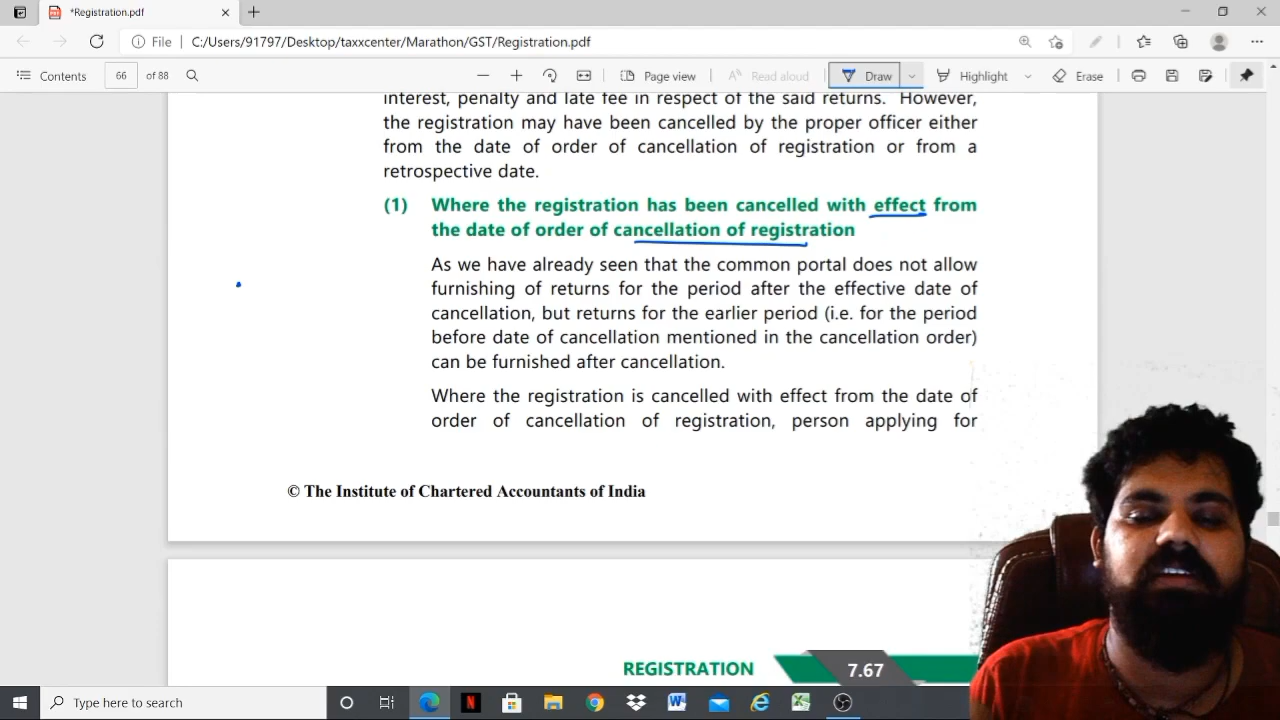 *Registration.pdf
File
C:/Users/91797/Desktop/taxxcenter/Marathon/GST/Registration.pdf
Contents 66 of 88 Page view Read aloud Draw Highlight Erase
interest, penalty and late fee in respect of the said returns. However,
the registration may have been cancelled by the proper officer either
from the date of order of cancellation of registration or from a
retrospective date.
(1) Where the registration has been cancelled with effect from
the date of order of cancellation of registration
As we have already seen that the common portal does not allow
furnishing of returns for the period after the effective date of
cancellation, but returns for the earlier period (i.e. for the period
before date of cancellation mentioned in the cancellation order)
can be furnished after cancellation.
Where the registration is cancelled with effect from the date of
order of cancellation of registration, person applying for
© The Institute of Chartered Accountants of India
REGISTRATION 7.67
Type here to search